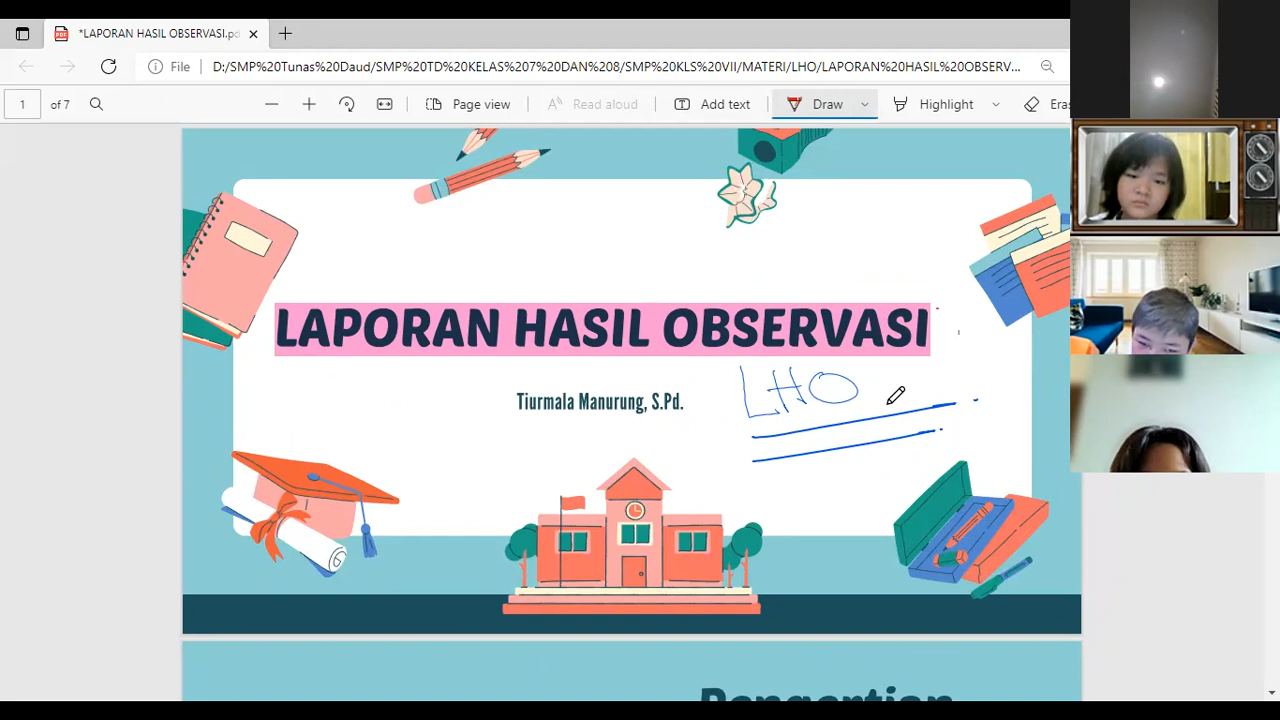 *LAPORAN HASIL OBSERVASI.pd
File
D:/SMP%20Tunas%20Daud/SMP%20TD%20KELAS%207%20DAN%208/SMP%20KLS%20VII/MATERI/LHO/LAPORAN%20HASIL%20OBSERV...
1 of 7
Page view
Read aloud
Add text
Draw
Highlight
Eras
LAPORAN HASIL OBSERVASI
LHO
Tiurmala Manurung, S.Pd.
Pengertian